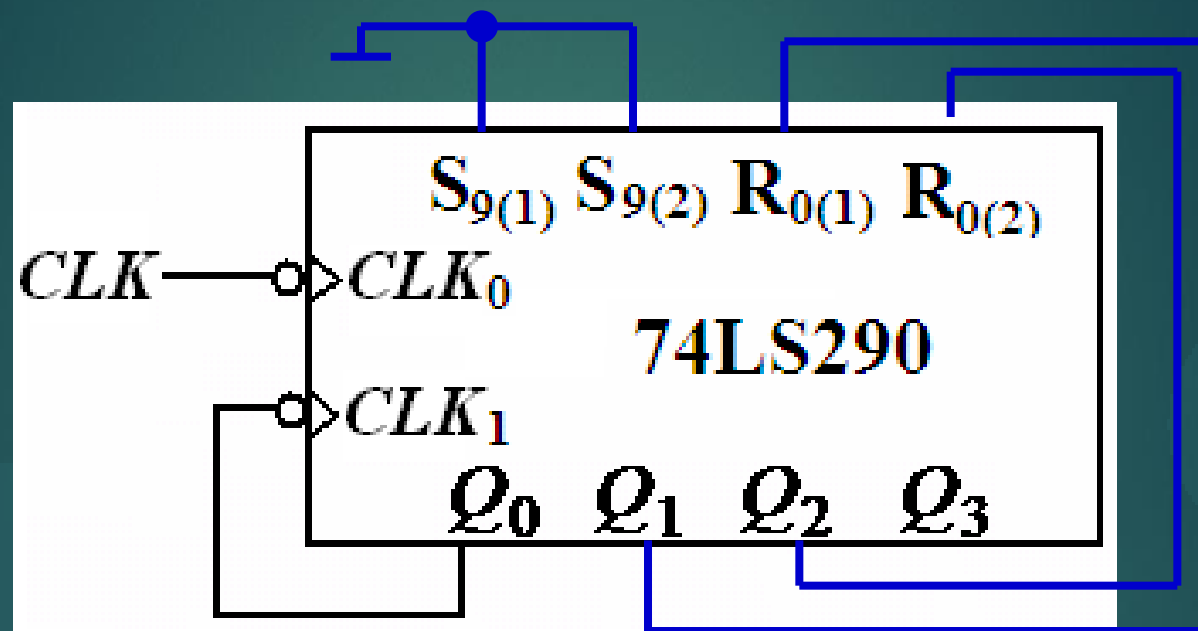 S9(1) S9(2) R0(1) R0(2)
CLK CLK0
74LS290
CLK1
Q0 Q1 Q2 Q3